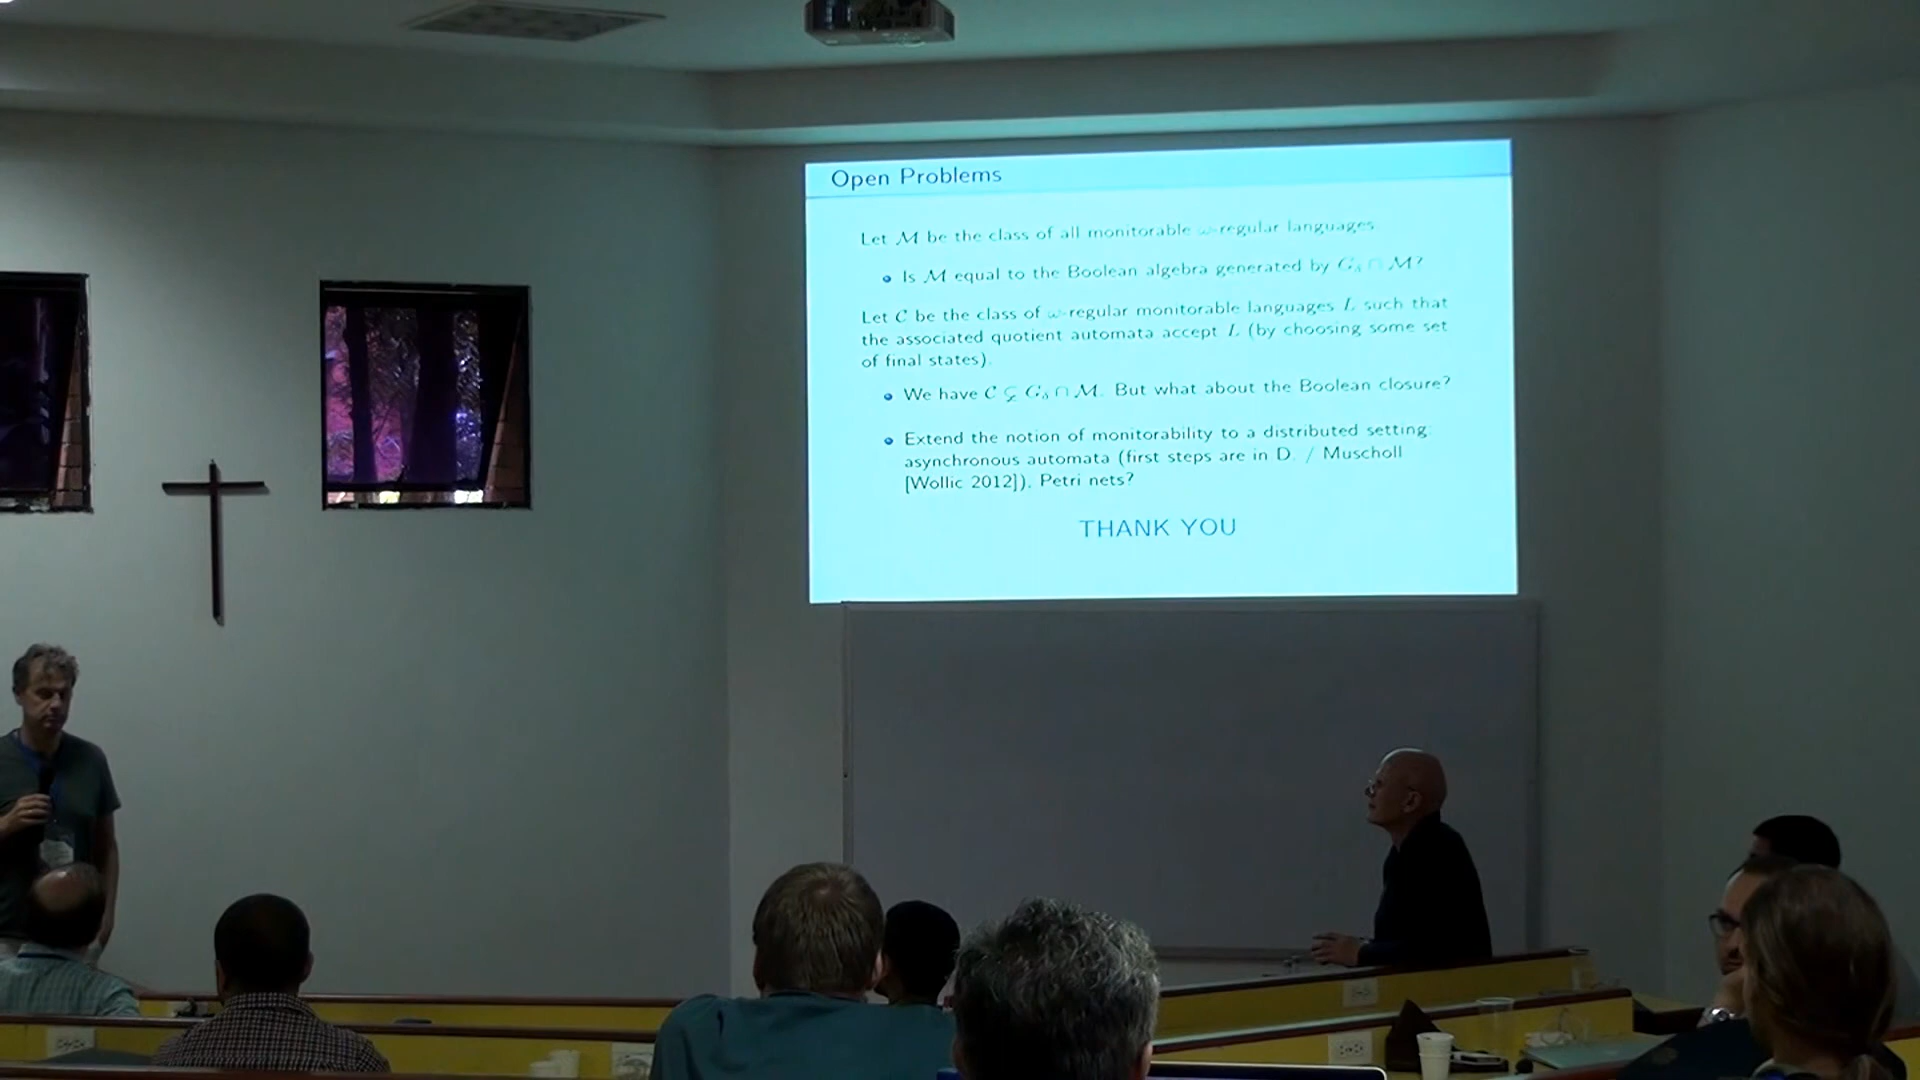 Open Problems
Let ℳ be the class of all monitorable ω-regular languages.
Is ℳ equal to the Boolean algebra generated by G_δ ∩ ℳ?
Let 𝒞 be the class of ω-regular monitorable languages L such that
the associated quotient automata accept L (by choosing some set
of final states).
We have 𝒞 ⊊ G_δ ∩ ℳ. But what about the Boolean closure?
Extend the notion of monitorability to a distributed setting:
asynchronous automata (first steps are in D. / Muscholl
[Wollic 2012]). Petri nets?
THANK YOU